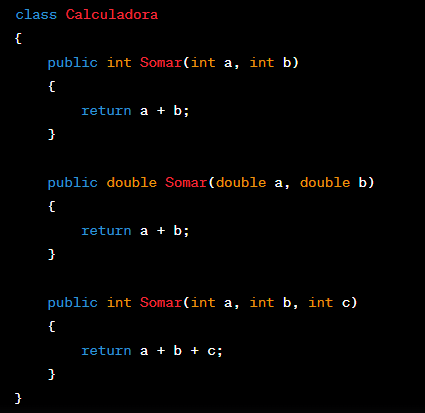 class Calculadora
{
    public int Somar(int a, int b)
    {
        return a + b;
    }

    public double Somar(double a, double b)
    {
        return a + b;
    }

    public int Somar(int a, int b, int c)
    {
        return a + b + c;
    }
}